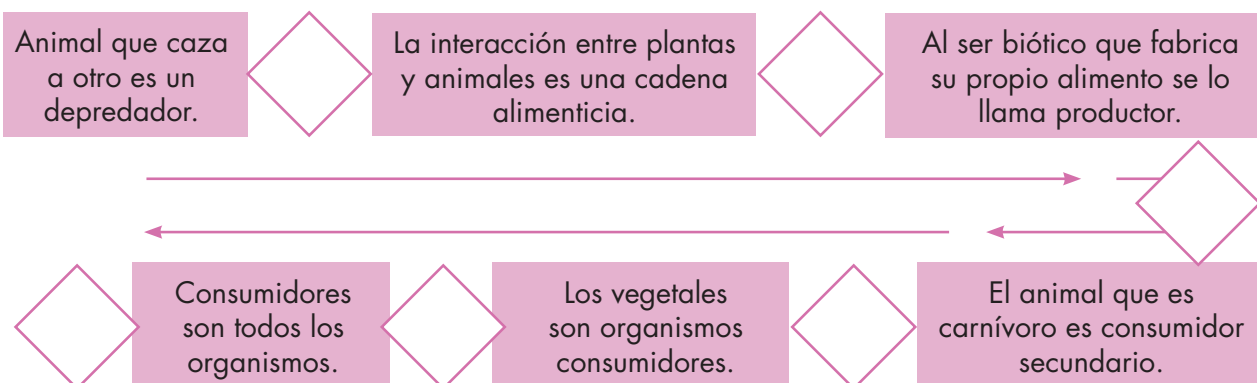 Animal que caza
a otro es un
depredador.
La interacción entre plantas
y animales es una cadena
alimenticia.
Al ser biótico que fabrica
su propio alimento se lo
llama productor.
Consumidores
son todos los
organismos.
Los vegetales
son organismos
consumidores.
El animal que es
carnívoro es consumidor
secundario.